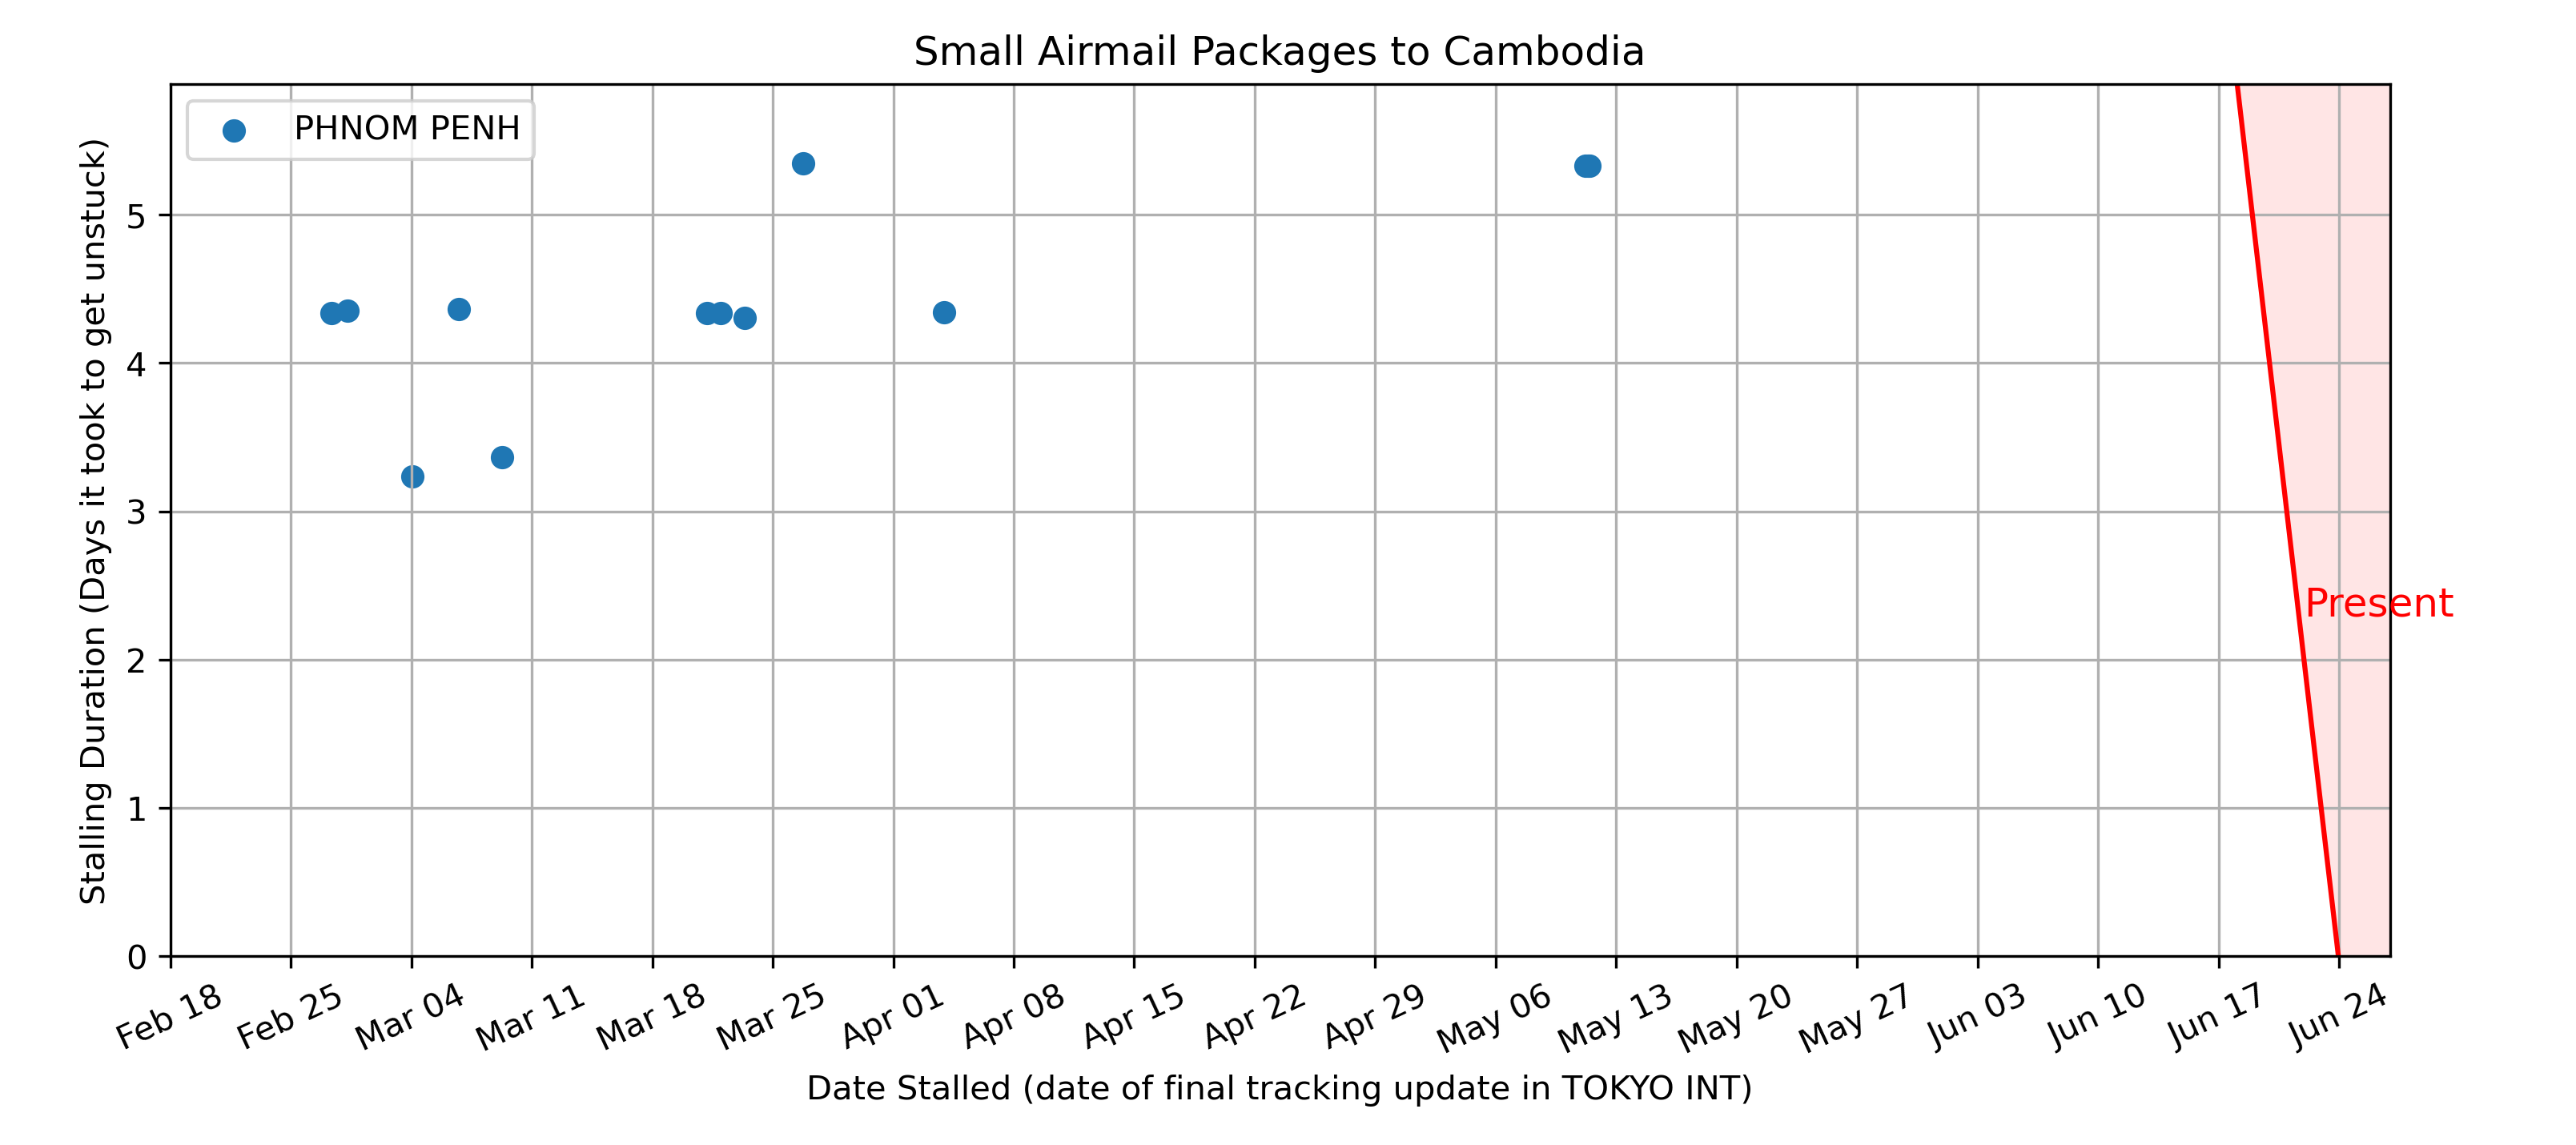 Small Airmail Packages to Cambodia
PHNOM PENH
Stalling Duration (Days it took to get unstuck)
5
4
3
2
1
0
Present
Feb 18
Feb 25
Mar 04
Mar 11
Mar 18
Mar 25
Apr 01
Apr 08
Apr 15
Apr 22
Apr 29
May 06
May 13
May 20
May 27
Jun 03
Jun 10
Jun 17
Jun 24
Date Stalled (date of final tracking update in TOKYO INT)